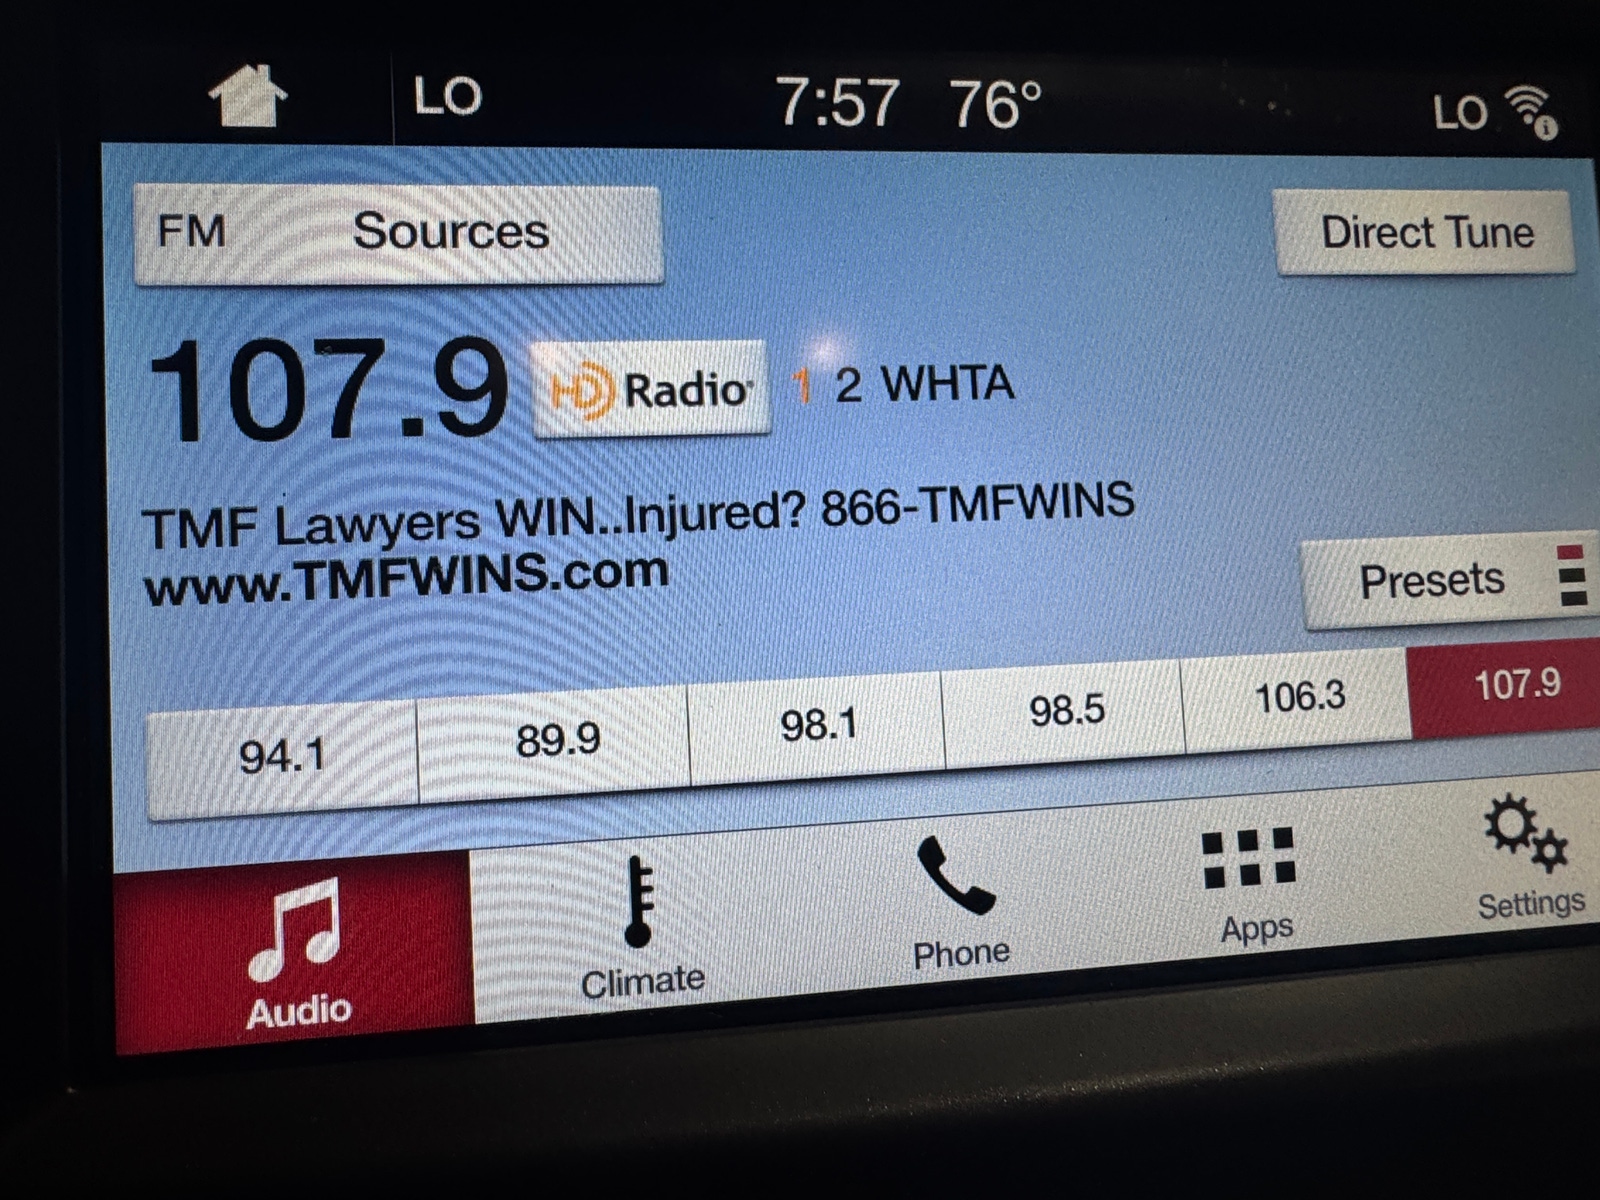 LO 7:57 76° LO
FM Sources Direct Tune
107.9 HD Radio 1 2 WHTA
TMF Lawyers WIN..Injured? 866-TMFWINS
www.TMFWINS.com
Presets
94.1 89.9 98.1 98.5 106.3 107.9
Audio Climate Phone Apps Settings